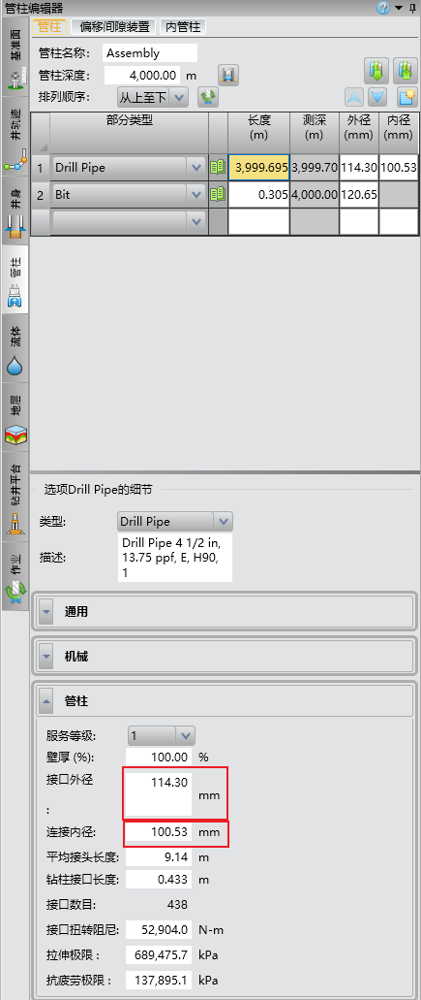 管柱编辑器
管柱 偏移间隙装置 内管柱
管柱名称: Assembly
管柱深度: 4,000.00 m
排列顺序: 从上至下
部分类型 长度 (m) 测深 (m) 外径 (mm) 内径 (mm)
1 Drill Pipe 3,999.695 3,999.70 114.30 100.53
2 Bit 0.305 4,000.00 120.65
基准面
井轨迹
井身
管柱
流体
地层
钻井平台
作业
选项Drill Pipe的细节
类型: Drill Pipe
描述: Drill Pipe 4 1/2 in,
13.75 ppf, E, H90,
1
通用
机械
管柱
服务等级: 1
壁厚 (%): 100.00 %
接口外径 114.30 mm
:
连接内径: 100.53 mm
平均接头长度: 9.14 m
钻柱接口长度: 0.433 m
接口数目: 438
接口扭转阻尼: 52,904.0 N-m
拉伸极限 : 689,475.7 kPa
抗疲劳极限 : 137,895.1 kPa